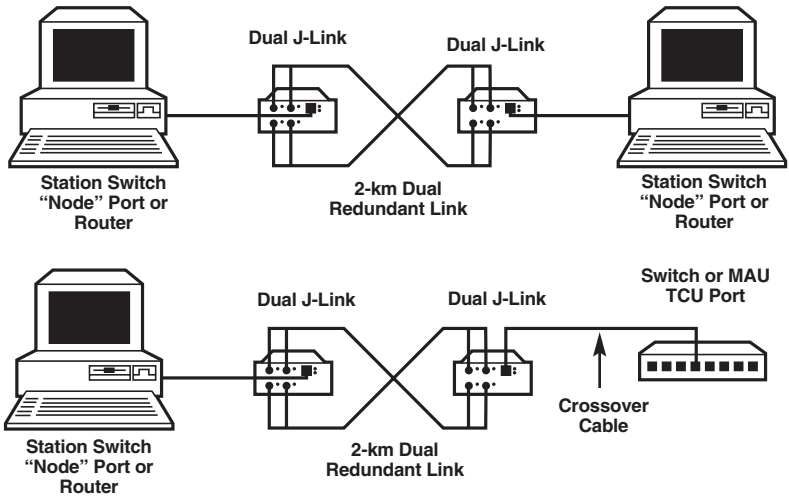 Dual J-Link
Dual J-Link
Station Switch
“Node” Port or
Router
2-km Dual
Redundant Link
Station Switch
“Node” Port or
Router
Switch or MAU
TCU Port
Dual J-Link
Dual J-Link
Crossover
Cable
Station Switch
“Node” Port or
Router
2-km Dual
Redundant Link